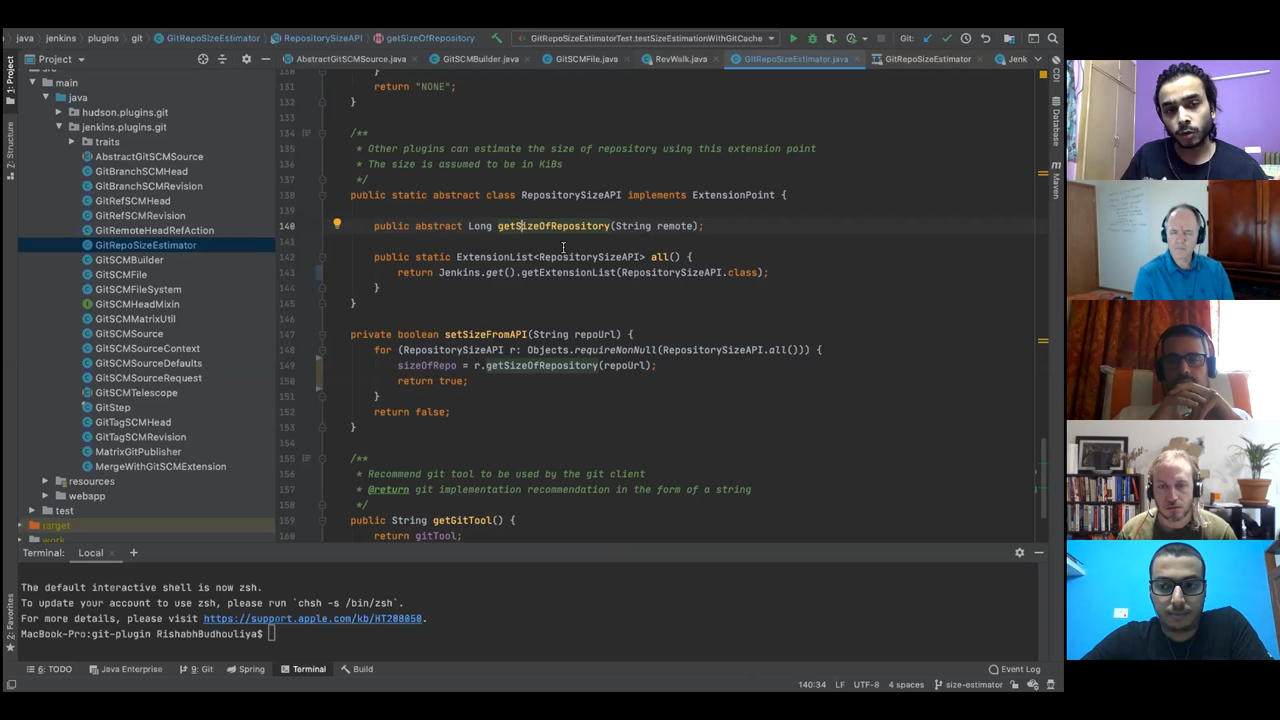 java
jenkins
plugins
git
GitRepoSizeEstimator
RepositorySizeAPI
getSizeOfRepository
GitRepoSizeEstimatorTest.testSizeEstimationWithGitCache
Git:
Project
AbstractGitSCMSource.java
GitSCMBuilder.java
GitSCMFile.java
RevWalk.java
GitRepoSizeEstimator.java
GitRepoSizeEstimator
Jenk
1: Project
7: Structure
2: Favorites
CDI
Database
Maven
main
java
hudson.plugins.git
jenkins.plugins.git
traits
AbstractGitSCMSource
GitBranchSCMHead
GitBranchSCMRevision
GitRefSCMHead
GitRefSCMRevision
GitRemoteHeadRefAction
GitRepoSizeEstimator
GitSCMBuilder
GitSCMFile
GitSCMFileSystem
GitSCMHeadMixin
GitSCMMatrixUtil
GitSCMSource
GitSCMSourceContext
GitSCMSourceDefaults
GitSCMSourceRequest
GitSCMTelescope
GitStep
GitTagSCMHead
GitTagSCMRevision
MatrixGitPublisher
MergeWithGitSCMExtension
resources
webapp
test
target
work
130 }
131 return "NONE";
132 }
133
134 /**
135 * Other plugins can estimate the size of repository using this extension point
136 * The size is assumed to be in KiBs
137 */
138 public static abstract class RepositorySizeAPI implements ExtensionPoint {
139
140 public abstract Long getSizeOfRepository(String remote);
141
142 public static ExtensionList<RepositorySizeAPI> all() {
143 return Jenkins.get().getExtensionList(RepositorySizeAPI.class);
144 }
145 }
146
147 private boolean setSizeFromAPI(String repoUrl) {
148 for (RepositorySizeAPI r: Objects.requireNonNull(RepositorySizeAPI.all())) {
149 sizeOfRepo = r.getSizeOfRepository(repoUrl);
150 return true;
151 }
152 return false;
153 }
154
155 /**
156 * Recommend git tool to be used by the git client
157 * @return git implementation recommendation in the form of a string
158 */
159 public String getGitTool() {
160 return gitTool;
Terminal: Local +
The default interactive shell is now zsh.
To update your account to use zsh, please run `chsh -s /bin/zsh`.
For more details, please visit https://support.apple.com/kb/HT208050.
MacBook-Pro:git-plugin RishabhBudhouliya$
6: TODO
Java Enterprise
9: Git
Spring
Terminal
Build
Event Log
140:34 LF UTF-8 4 spaces size-estimator